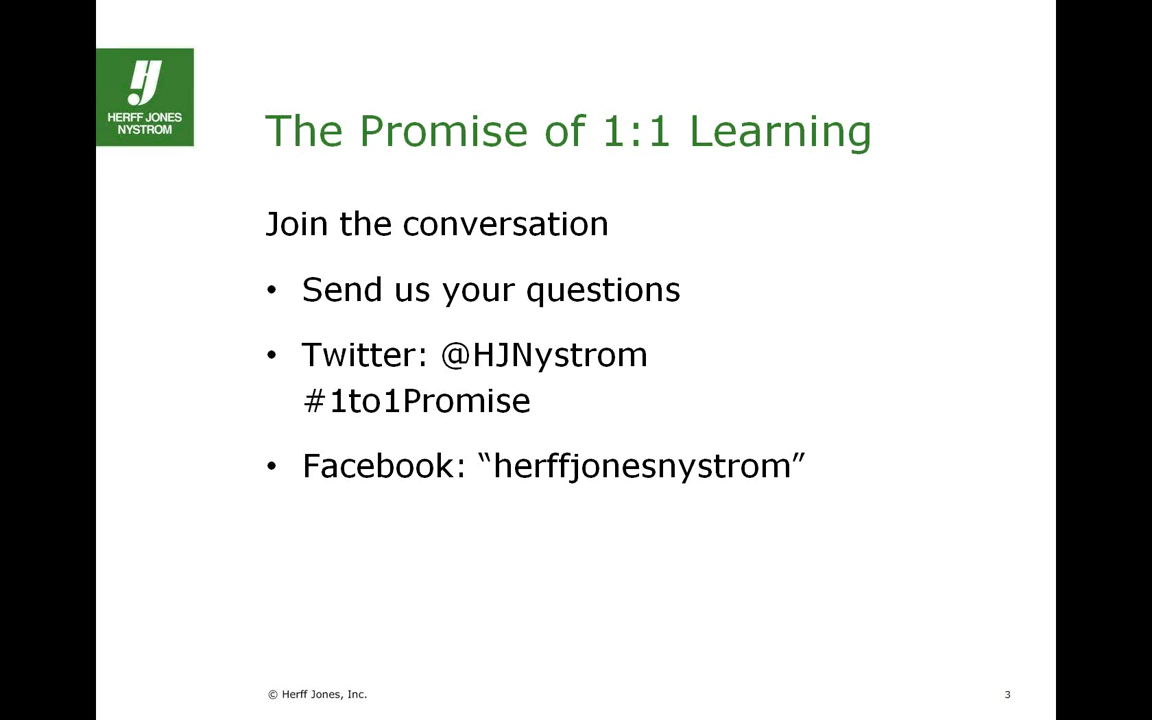 HERFF JONES
NYSTROM
The Promise of 1:1 Learning
Join the conversation
• Send us your questions
• Twitter: @HJNystrom
#1to1Promise
• Facebook: “herffjonesnystrom”
© Herff Jones, Inc.
3